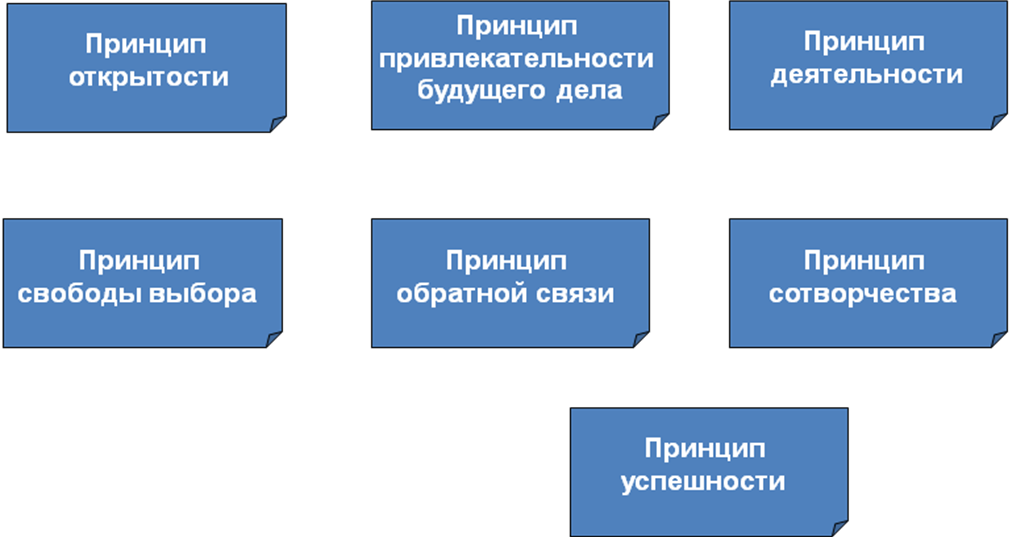 Принцип
открытости
Принцип
привлекательности
будущего дела
Принцип
деятельности
Принцип
свободы выбора
Принцип
обратной связи
Принцип
сотворчества
Принцип
успешности